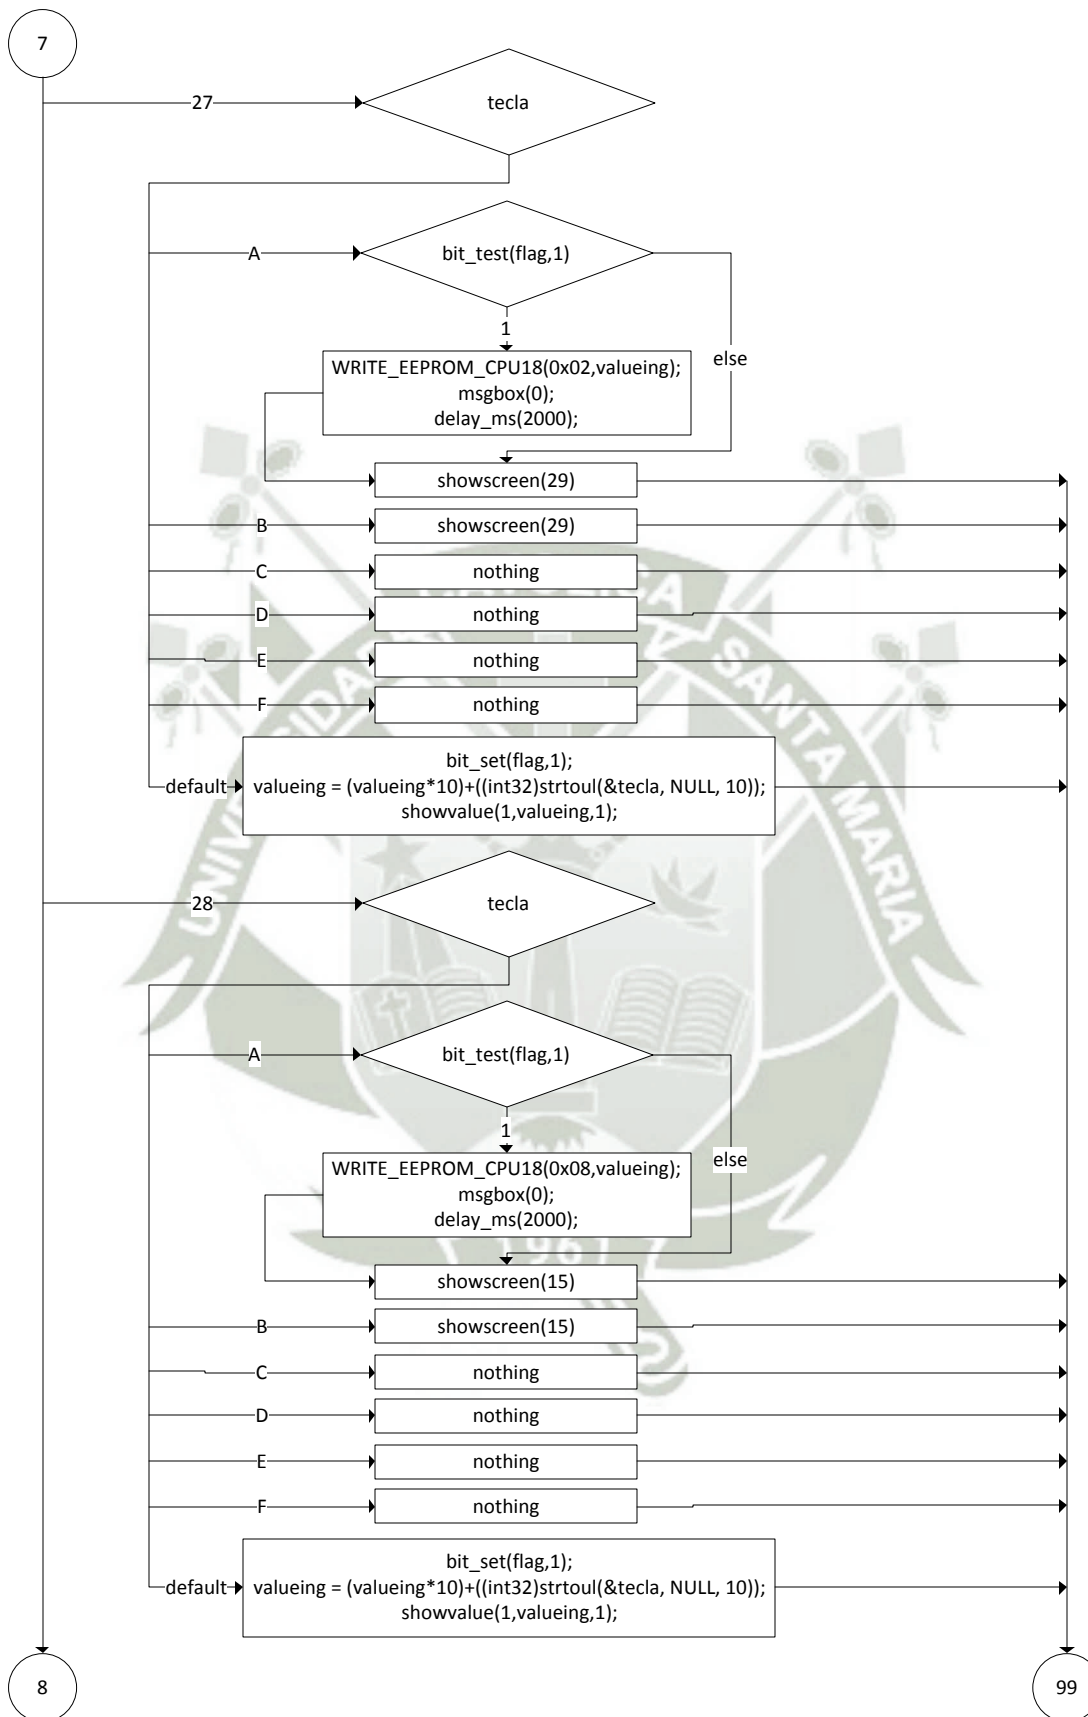 7
27
tecla
A
bit_test(flag,1)
1
else
WRITE_EEPROM_CPU18(0x02,valueing);
msgbox(0);
delay_ms(2000);
showscreen(29)
B
showscreen(29)
C
nothing
D
nothing
E
nothing
F
nothing
default
bit_set(flag,1);
valueing = (valueing*10)+((int32)strtoul(&tecla, NULL, 10));
showvalue(1,valueing,1);
28
tecla
A
bit_test(flag,1)
1
else
WRITE_EEPROM_CPU18(0x08,valueing);
msgbox(0);
delay_ms(2000);
showscreen(15)
B
showscreen(15)
C
nothing
D
nothing
E
nothing
F
nothing
default
bit_set(flag,1);
valueing = (valueing*10)+((int32)strtoul(&tecla, NULL, 10));
showvalue(1,valueing,1);
8
99
SANTA MARIA